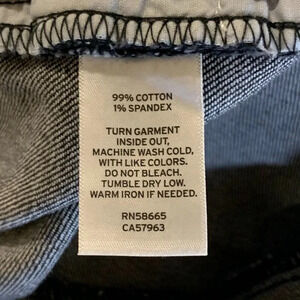 99% COTTON
1% SPANDEX
TURN GARMENT
INSIDE OUT,
MACHINE WASH COLD,
WITH LIKE COLORS.
DO NOT BLEACH.
TUMBLE DRY LOW.
WARM IRON IF NEEDED.
RN58665
CA57963